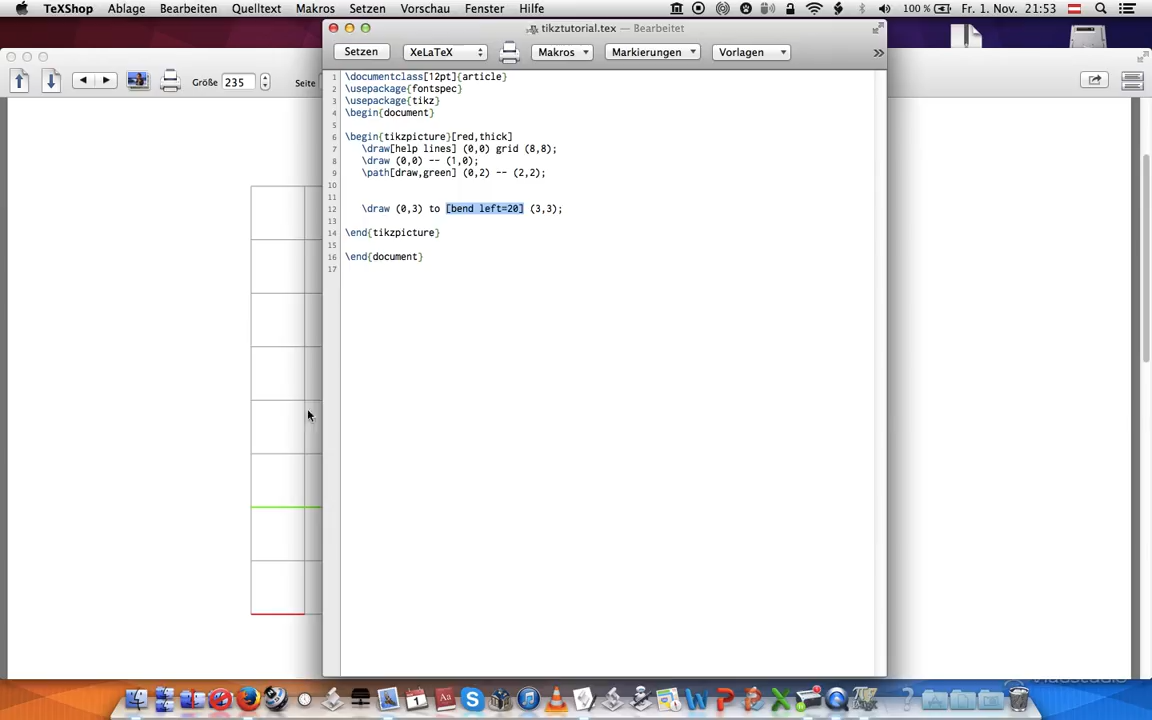 TeXShop Ablage Bearbeiten Quelltext Makros Setzen Vorschau Fenster Hilfe 100 % Fr. 1. Nov. 21:53
tikztutorial.tex — Bearbeitet
Setzen XeLaTeX Makros Markierungen Vorlagen »
Größe 235 Seite
1 \documentclass[12pt]{article}
2 \usepackage{fontspec}
3 \usepackage{tikz}
4 \begin{document}
5
6 \begin{tikzpicture}[red,thick]
7 \draw[help lines] (0,0) grid (8,8);
8 \draw (0,0) -- (1,0);
9 \path[draw,green] (0,2) -- (2,2);
10
11
12 \draw (0,3) to [bend left=20] (3,3);
13
14 \end{tikzpicture}
15
16 \end{document}
17